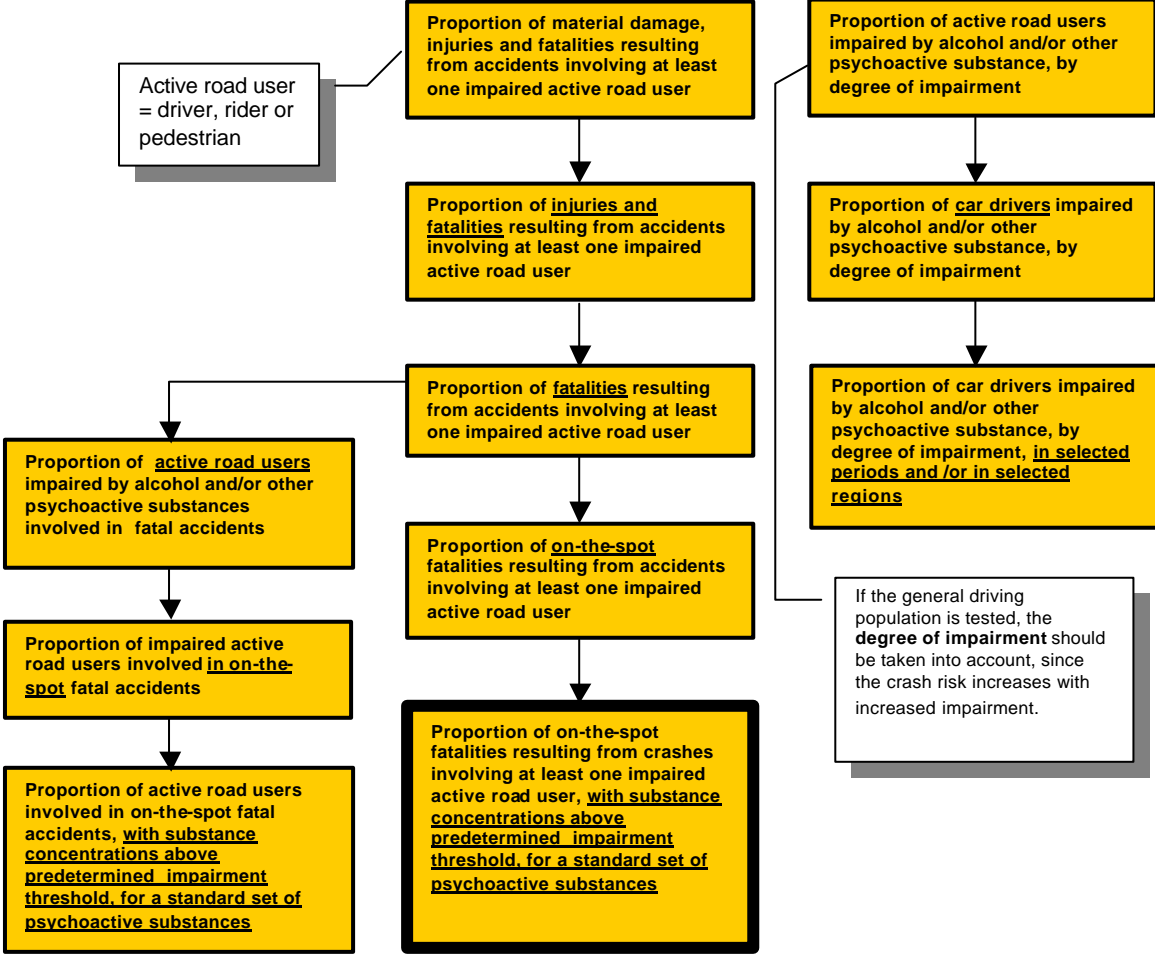 Proportion of material damage,
injuries and fatalities resulting
from accidents involving at least
one impaired active road user
Proportion of active road users
impaired by alcohol and/or other
psychoactive substance, by
degree of impairment
Active road user
= driver, rider or
pedestrian
Proportion of injuries and
fatalities resulting from accidents
involving at least one impaired
active road user
Proportion of car drivers impaired
by alcohol and/or other
psychoactive substance, by
degree of impairment
Proportion of fatalities resulting
from accidents involving at least
one impaired active road user
Proportion of car drivers impaired
by alcohol and/or other
psychoactive substance, by
degree of impairment, in selected
periods and /or in selected
regions
Proportion of active road users
impaired by alcohol and/or other
psychoactive substances
involved in fatal accidents
Proportion of on-the-spot
fatalities resulting from accidents
involving at least one impaired
active road user
If the general driving
population is tested, the
degree of impairment should
be taken into account, since
the crash risk increases with
increased impairment.
Proportion of impaired active
road users involved in on-the-
spot fatal accidents
Proportion of on-the-spot
fatalities resulting from crashes
involving at least one impaired
active road user, with substance
concentrations above
predetermined impairment
threshold, for a standard set of
psychoactive substances
Proportion of active road users
involved in on-the-spot fatal
accidents, with substance
concentrations above
predetermined impairment
threshold, for a standard set of
psychoactive substances